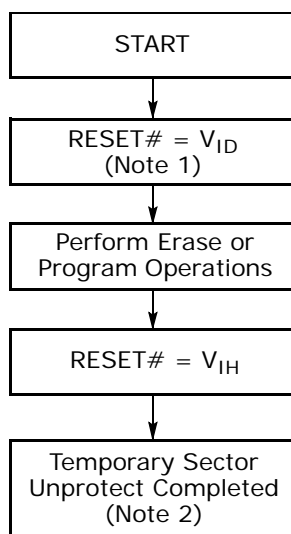 START
RESET# = VID
(Note 1)
Perform Erase or
Program Operations
RESET# = VIH
Temporary Sector
Unprotect Completed
(Note 2)